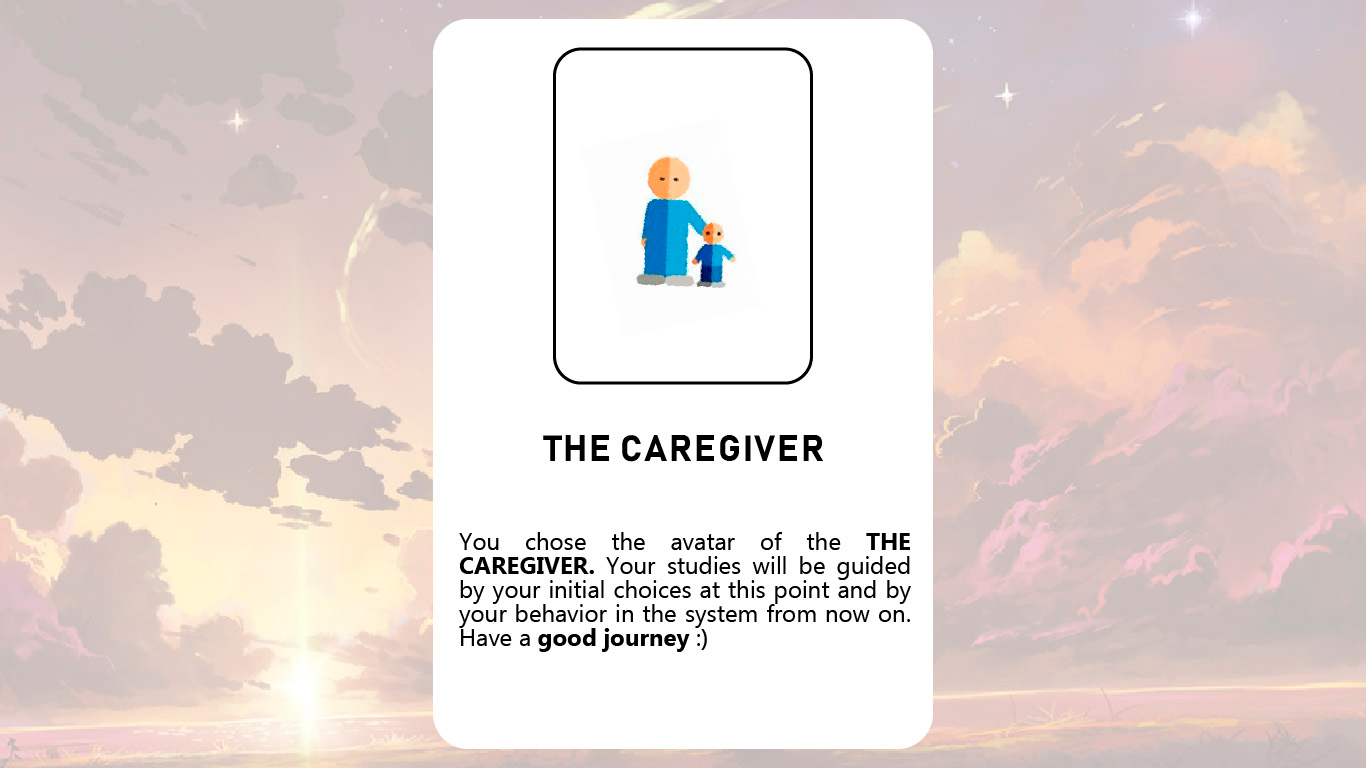 THE CAREGIVER
You chose the avatar of the THE
CAREGIVER. Your studies will be guided
by your initial choices at this point and by
your behavior in the system from now on.
Have a good journey :)